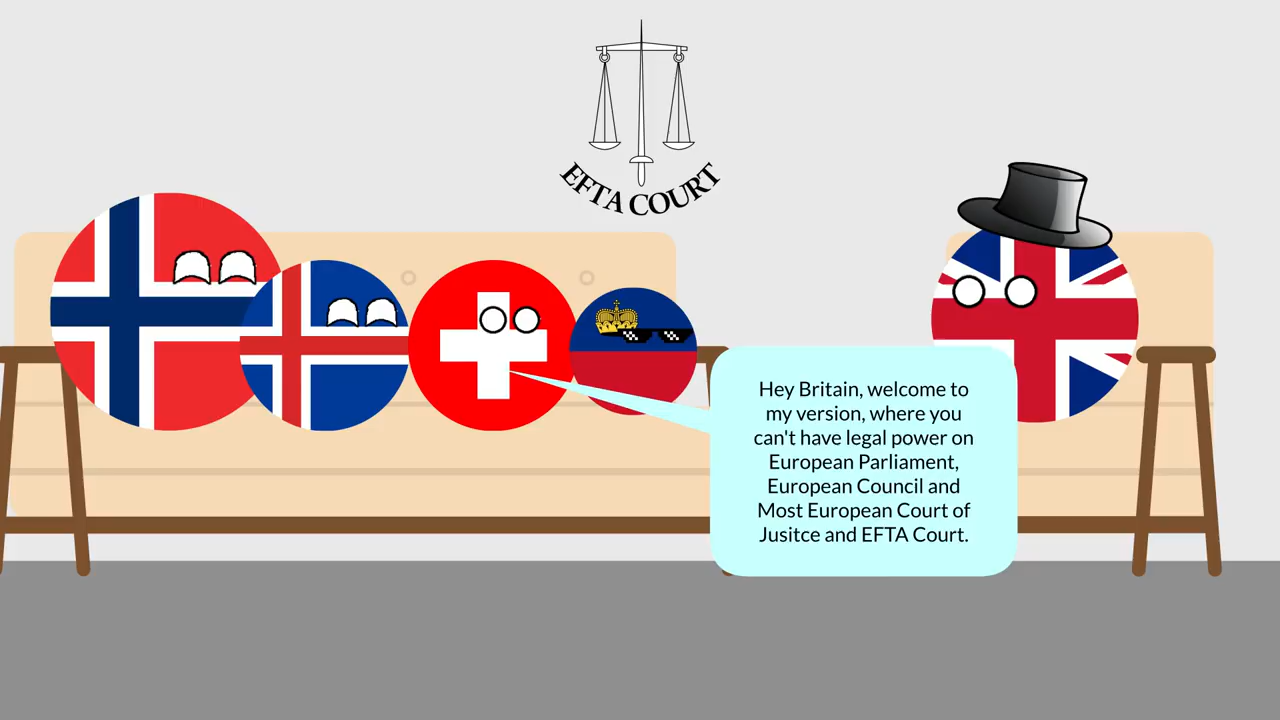 EFTA COURT
Hey Britain, welcome to
my version, where you
can't have legal power on
European Parliament,
European Council and
Most European Court of
Jusitce and EFTA Court.